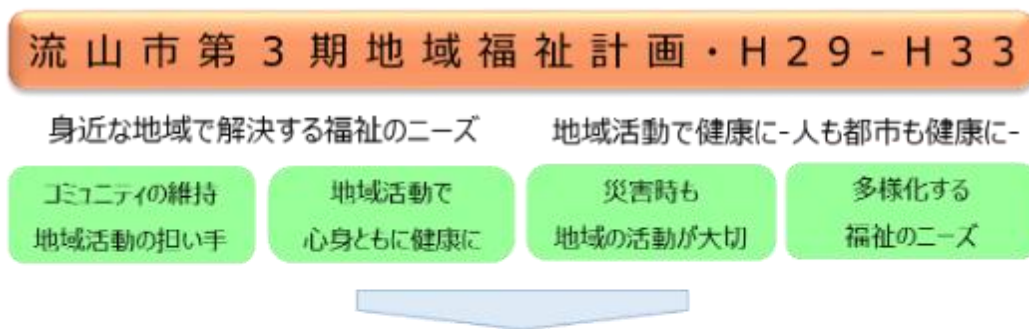 流山市第3期地域福祉計画・H29-H33
身近な地域で解決する福祉のニーズ
地域活動で健康に-人も都市も健康に-
コミュニティの維持
地域活動の担い手
地域活動で
心身ともに健康に
災害時も
地域の活動が大切
多様化する
福祉のニーズ